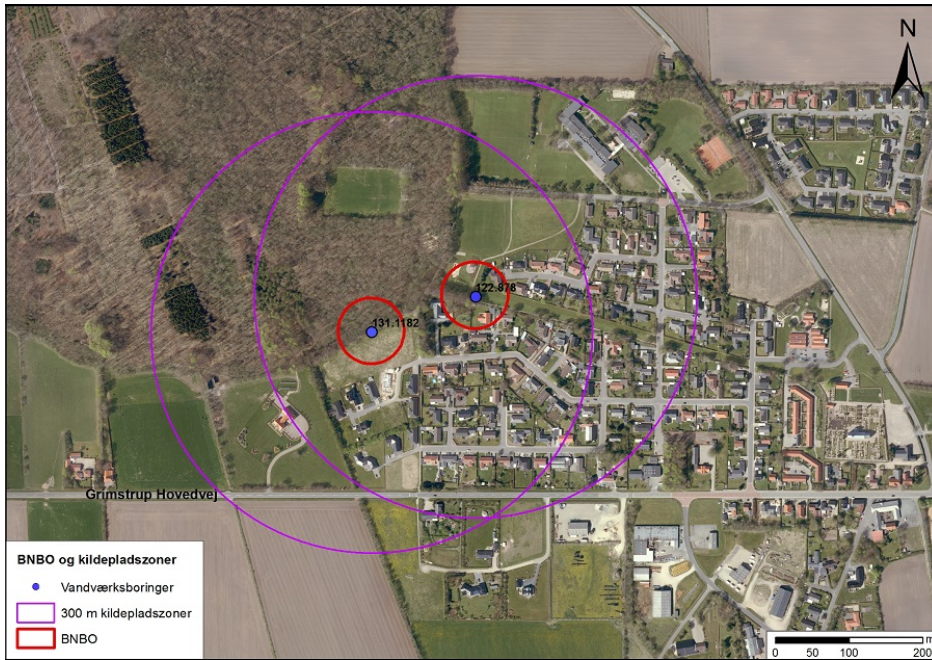 N
122.878
131.1182
Grimstrup Hovedvej
BNBO og kildepladszoner
Vandværksboringer
300 m kildepladszoner
BNBO
m
0 50 100 200